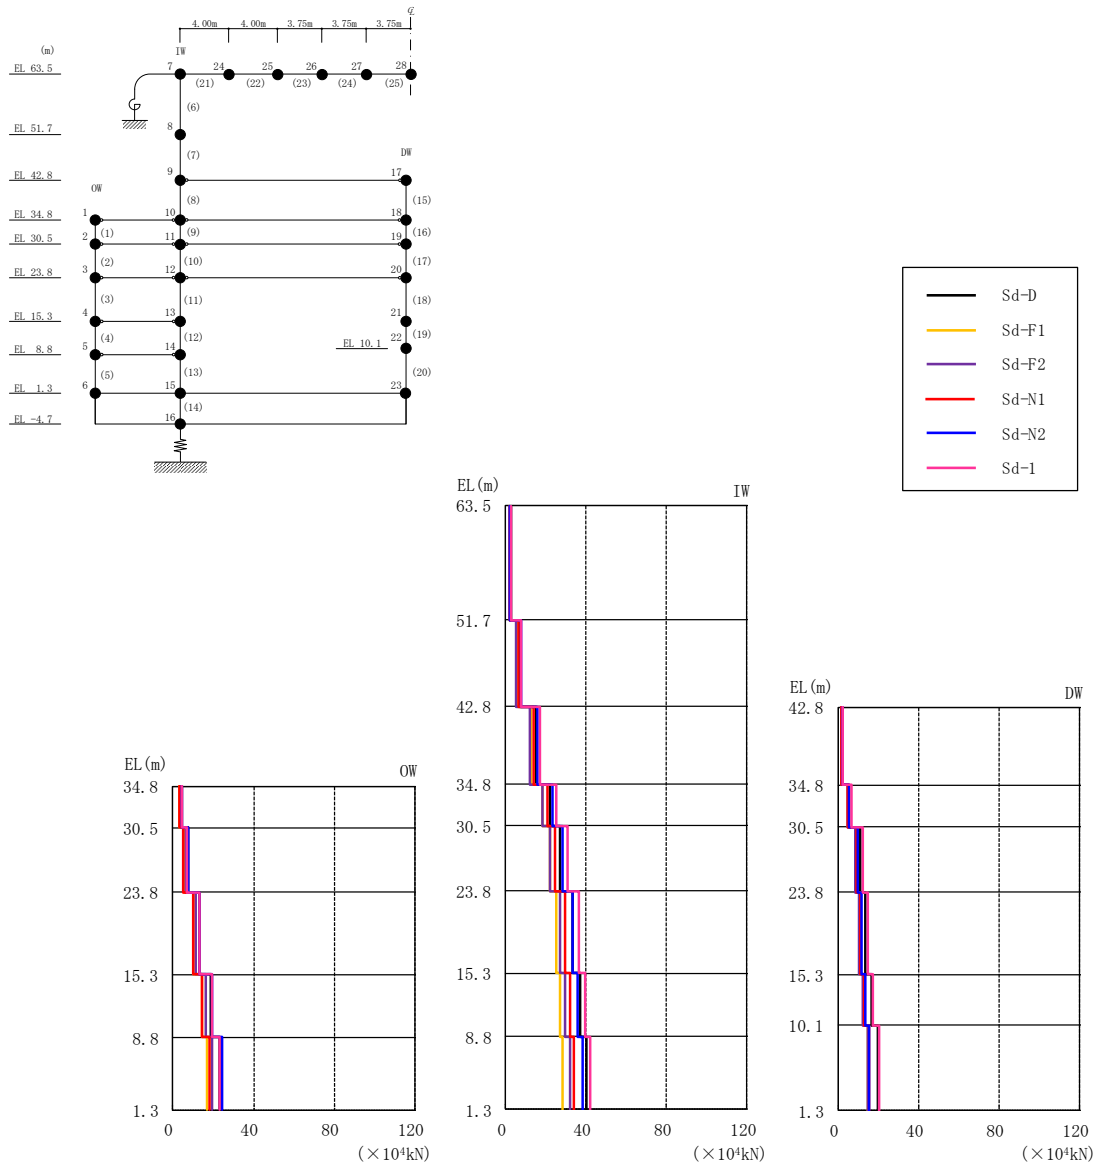 ℄
4.00m 4.00m 3.75m 3.75m 3.75m
(m)
IW
7 24 25 26 27 28
EL 63.5
(21) (22) (23) (24) (25)
(6)
EL 51.7
8
(7)
DW
EL 42.8
9 17
OW
(8) (15)
EL 34.8
1 10 18
(1) (9) (16)
EL 30.5
2 11 19
(2) (10) (17)
EL 23.8
3 12 20
(3) (11) (18)
EL 15.3
4 13 21
(4) (12) (19)
EL 10.1 22
EL 8.8
5 14
(5) (13) (20)
EL 1.3
6 15 23
(14)
EL -4.7
16
Sd-D
Sd-F1
Sd-F2
Sd-N1
Sd-N2
Sd-1
EL(m) IW
63.5
51.7
42.8
34.8
30.5
23.8
15.3
8.8
1.3
0 40 80 120
(×10⁴kN)
EL(m) OW
34.8
30.5
23.8
15.3
8.8
1.3
0 40 80 120
(×10⁴kN)
EL(m) DW
42.8
34.8
30.5
23.8
15.3
10.1
1.3
0 40 80 120
(×10⁴kN)